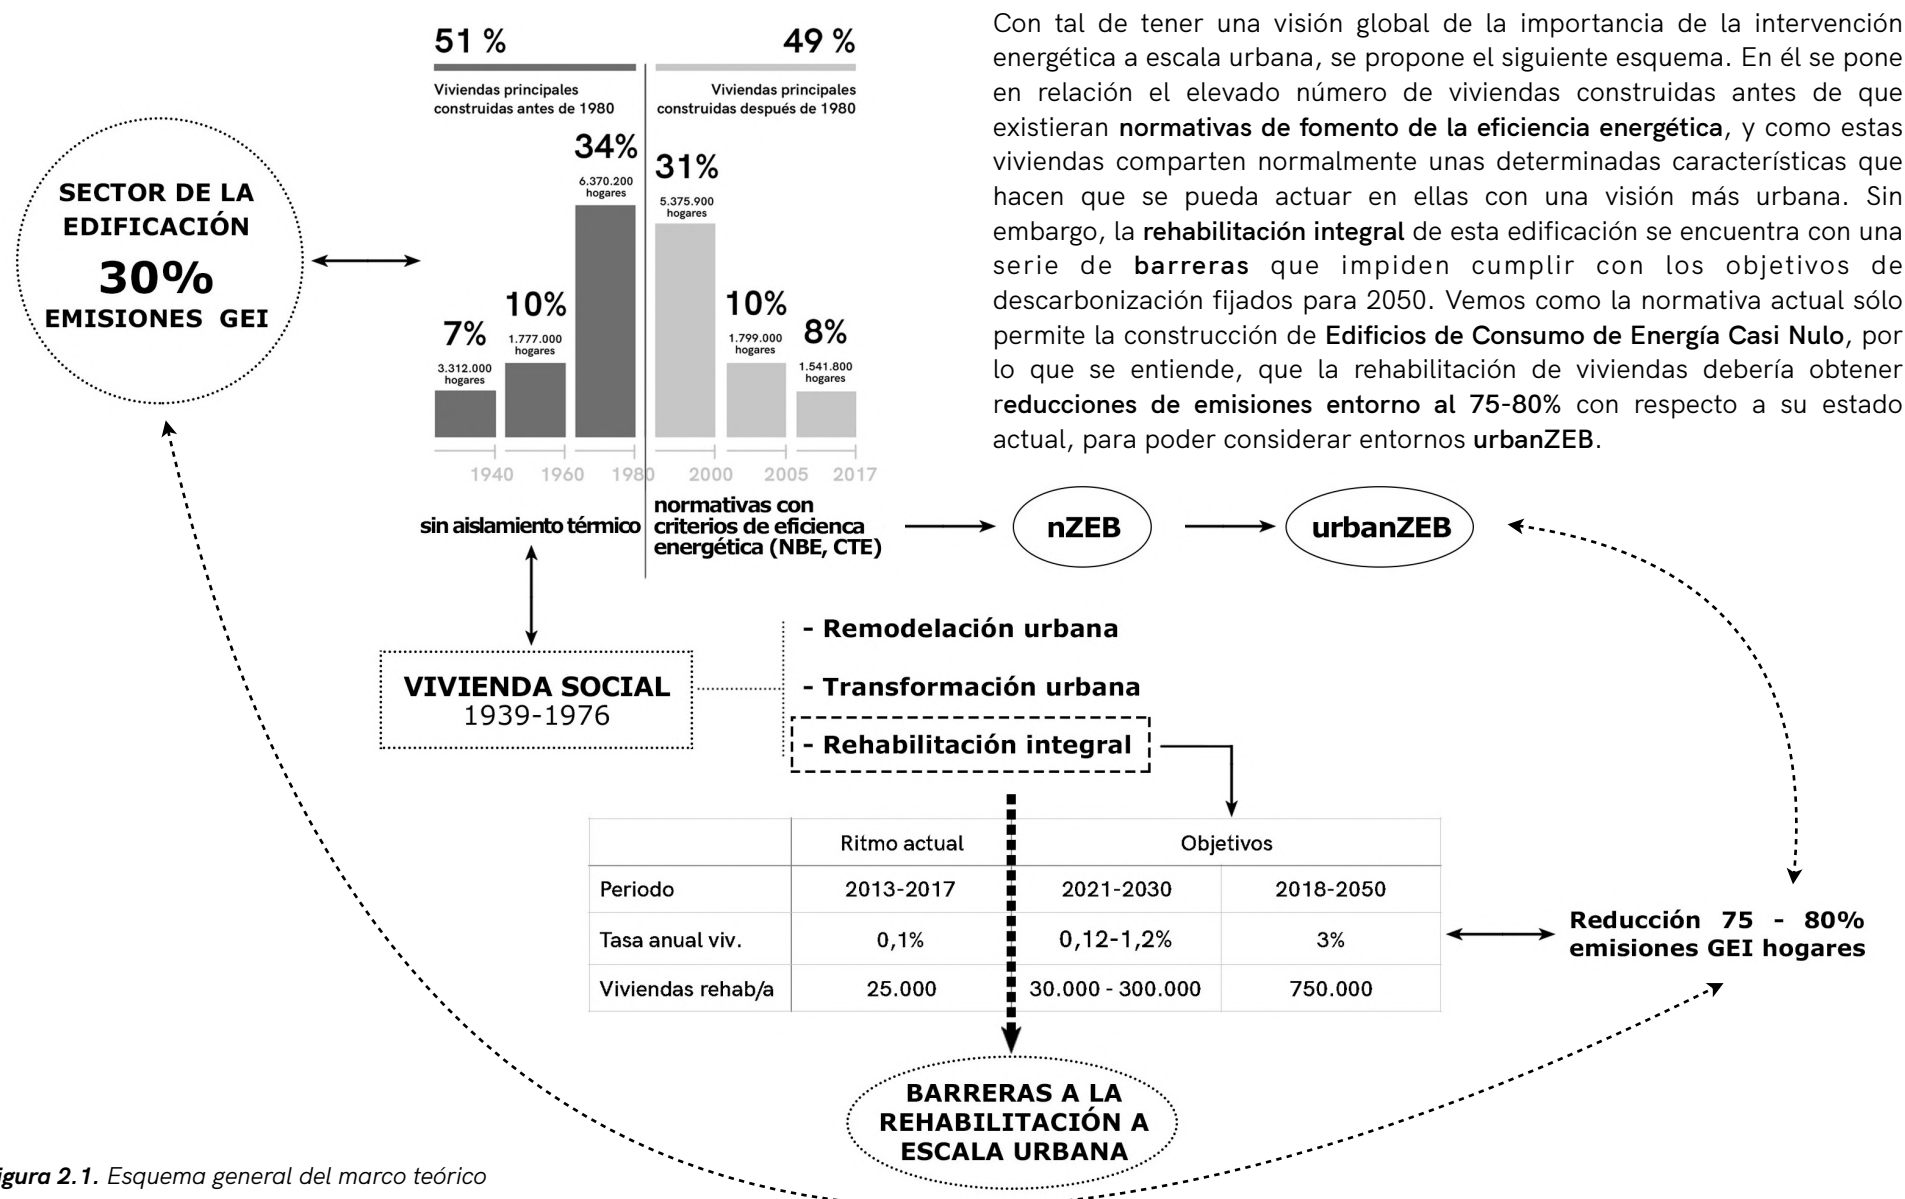 51 %
49 %
Viviendas principales
construidas antes de 1980
Viviendas principales
construidas después de 1980
34%
6.370.200
hogares
31%
5.375.900
hogares
10%
1.777.000
hogares
10%
1.799.000
hogares
7%
3.312.000
hogares
8%
1.541.800
hogares
1940 1960 1980 2000 2005 2017
SECTOR DE LA
EDIFICACIÓN
30%
EMISIONES GEI
Con tal de tener una visión global de la importancia de la intervención
energética a escala urbana, se propone el siguiente esquema. En él se pone
en relación el elevado número de viviendas construidas antes de que
existieran normativas de fomento de la eficiencia energética, y como estas
viviendas comparten normalmente unas determinadas características que
hacen que se pueda actuar en ellas con una visión más urbana. Sin
embargo, la rehabilitación integral de esta edificación se encuentra con una
serie de barreras que impiden cumplir con los objetivos de
descarbonización fijados para 2050. Vemos como la normativa actual sólo
permite la construcción de Edificios de Consumo de Energía Casi Nulo, por
lo que se entiende, que la rehabilitación de viviendas debería obtener
reducciones de emisiones entorno al 75-80% con respecto a su estado
actual, para poder considerar entornos urbanZEB.
sin aislamiento térmico
normativas con
criterios de eficienca
energética (NBE, CTE)
nZEB
urbanZEB
VIVIENDA SOCIAL
1939-1976
- Remodelación urbana
- Transformación urbana
- Rehabilitación integral
Ritmo actual Objetivos
Periodo 2013-2017 2021-2030 2018-2050
Tasa anual viv. 0,1% 0,12-1,2% 3%
Viviendas rehab/a 25.000 30.000 - 300.000 750.000
Reducción 75 - 80%
emisiones GEI hogares
BARRERAS A LA
REHABILITACIÓN A
ESCALA URBANA
igura 2.1. Esquema general del marco teórico